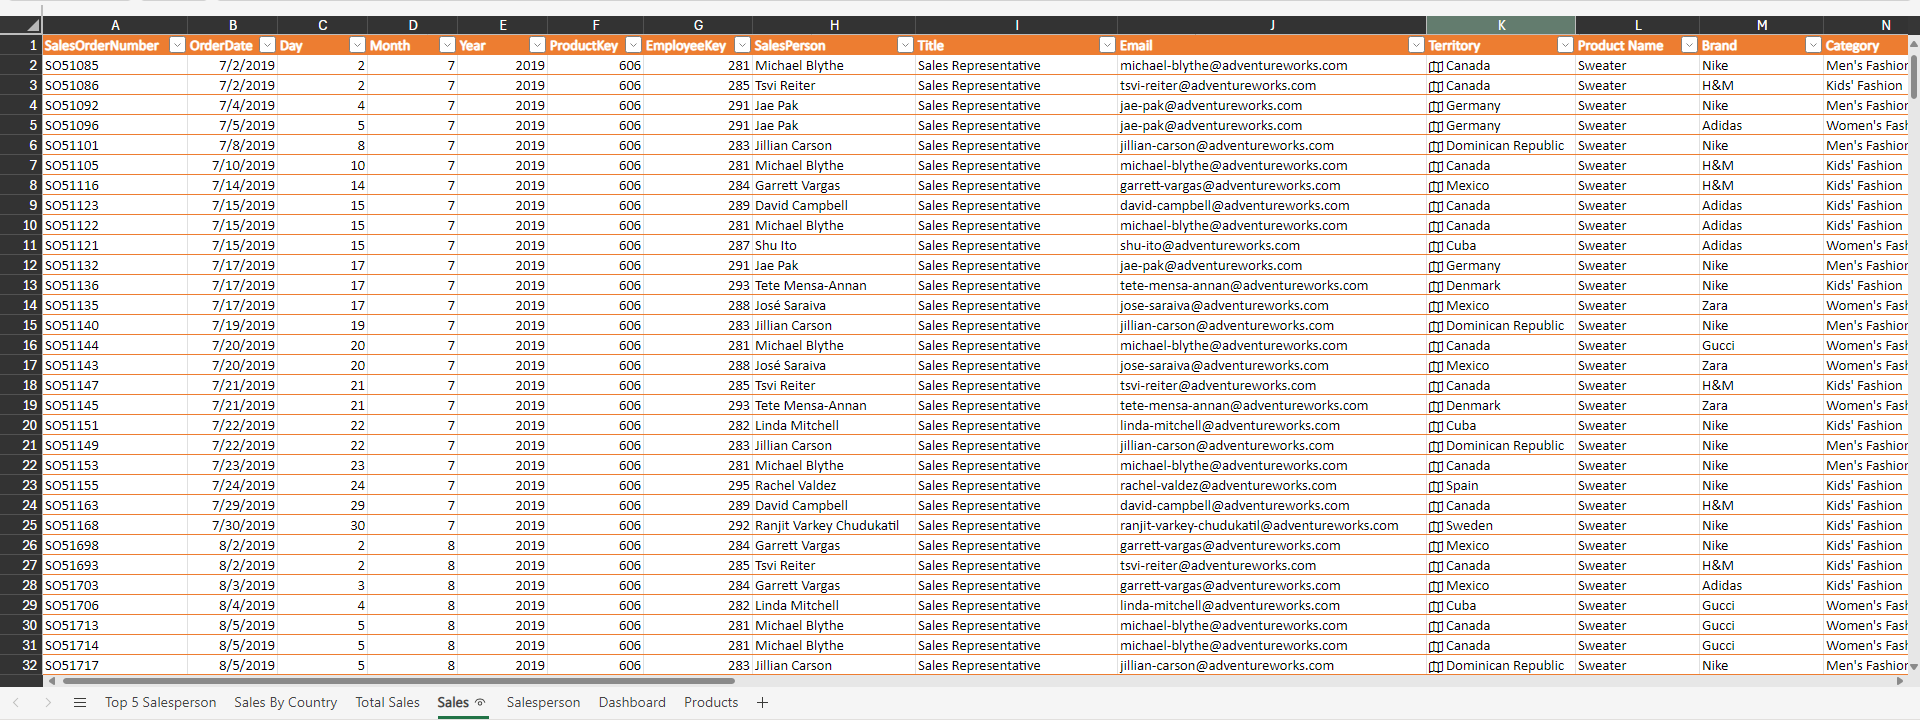 A B C D E F G H I J K L M N
1 SalesOrderNumber OrderDate Day Month Year ProductKey EmployeeKey SalesPerson Title Email Territory Product Name Brand Category
2 SO51085 7/2/2019 2 7 2019 606 281 Michael Blythe Sales Representative michael-blythe@adventureworks.com Canada Sweater Nike Men's Fashion
3 SO51086 7/2/2019 2 7 2019 606 285 Tsvi Reiter Sales Representative tsvi-reiter@adventureworks.com Canada Sweater H&M Kids' Fashion
4 SO51092 7/4/2019 4 7 2019 606 291 Jae Pak Sales Representative jae-pak@adventureworks.com Germany Sweater Nike Men's Fashion
5 SO51096 7/5/2019 5 7 2019 606 291 Jae Pak Sales Representative jae-pak@adventureworks.com Germany Sweater Adidas Women's Fash
6 SO51101 7/8/2019 8 7 2019 606 283 Jillian Carson Sales Representative jillian-carson@adventureworks.com Dominican Republic Sweater Nike Men's Fashion
7 SO51105 7/10/2019 10 7 2019 606 281 Michael Blythe Sales Representative michael-blythe@adventureworks.com Canada Sweater H&M Kids' Fashion
8 SO51116 7/14/2019 14 7 2019 606 284 Garrett Vargas Sales Representative garrett-vargas@adventureworks.com Mexico Sweater H&M Kids' Fashion
9 SO51123 7/15/2019 15 7 2019 606 289 David Campbell Sales Representative david-campbell@adventureworks.com Canada Sweater Adidas Kids' Fashion
10 SO51122 7/15/2019 15 7 2019 606 281 Michael Blythe Sales Representative michael-blythe@adventureworks.com Canada Sweater Adidas Kids' Fashion
11 SO51121 7/15/2019 15 7 2019 606 287 Shu Ito Sales Representative shu-ito@adventureworks.com Cuba Sweater Adidas Women's Fash
12 SO51132 7/17/2019 17 7 2019 606 291 Jae Pak Sales Representative jae-pak@adventureworks.com Germany Sweater Nike Men's Fashion
13 SO51136 7/17/2019 17 7 2019 606 293 Tete Mensa-Annan Sales Representative tete-mensa-annan@adventureworks.com Denmark Sweater Nike Kids' Fashion
14 SO51135 7/17/2019 17 7 2019 606 288 José Saraiva Sales Representative jose-saraiva@adventureworks.com Mexico Sweater Zara Women's Fash
15 SO51140 7/19/2019 19 7 2019 606 283 Jillian Carson Sales Representative jillian-carson@adventureworks.com Dominican Republic Sweater Nike Men's Fashion
16 SO51144 7/20/2019 20 7 2019 606 281 Michael Blythe Sales Representative michael-blythe@adventureworks.com Canada Sweater Gucci Women's Fash
17 SO51143 7/20/2019 20 7 2019 606 288 José Saraiva Sales Representative jose-saraiva@adventureworks.com Mexico Sweater Zara Women's Fash
18 SO51147 7/21/2019 21 7 2019 606 285 Tsvi Reiter Sales Representative tsvi-reiter@adventureworks.com Canada Sweater H&M Kids' Fashion
19 SO51145 7/21/2019 21 7 2019 606 293 Tete Mensa-Annan Sales Representative tete-mensa-annan@adventureworks.com Denmark Sweater Zara Women's Fash
20 SO51151 7/22/2019 22 7 2019 606 282 Linda Mitchell Sales Representative linda-mitchell@adventureworks.com Cuba Sweater Nike Kids' Fashion
21 SO51149 7/22/2019 22 7 2019 606 283 Jillian Carson Sales Representative jillian-carson@adventureworks.com Dominican Republic Sweater Nike Men's Fashion
22 SO51153 7/23/2019 23 7 2019 606 281 Michael Blythe Sales Representative michael-blythe@adventureworks.com Canada Sweater Nike Men's Fashion
23 SO51155 7/24/2019 24 7 2019 606 295 Rachel Valdez Sales Representative rachel-valdez@adventureworks.com Spain Sweater Nike Kids' Fashion
24 SO51163 7/29/2019 29 7 2019 606 289 David Campbell Sales Representative david-campbell@adventureworks.com Canada Sweater H&M Kids' Fashion
25 SO51168 7/30/2019 30 7 2019 606 292 Ranjit Varkey Chudukatil Sales Representative ranjit-varkey-chudukatil@adventureworks.com Sweden Sweater Nike Kids' Fashion
26 SO51698 8/2/2019 2 8 2019 606 284 Garrett Vargas Sales Representative garrett-vargas@adventureworks.com Mexico Sweater Nike Kids' Fashion
27 SO51693 8/2/2019 2 8 2019 606 285 Tsvi Reiter Sales Representative tsvi-reiter@adventureworks.com Canada Sweater H&M Kids' Fashion
28 SO51703 8/3/2019 3 8 2019 606 284 Garrett Vargas Sales Representative garrett-vargas@adventureworks.com Mexico Sweater Adidas Kids' Fashion
29 SO51706 8/4/2019 4 8 2019 606 282 Linda Mitchell Sales Representative linda-mitchell@adventureworks.com Cuba Sweater Gucci Women's Fash
30 SO51713 8/5/2019 5 8 2019 606 281 Michael Blythe Sales Representative michael-blythe@adventureworks.com Canada Sweater Gucci Women's Fash
31 SO51714 8/5/2019 5 8 2019 606 281 Michael Blythe Sales Representative michael-blythe@adventureworks.com Canada Sweater Gucci Women's Fash
32 SO51717 8/5/2019 5 8 2019 606 283 Jillian Carson Sales Representative jillian-carson@adventureworks.com Dominican Republic Sweater Nike Men's Fashion
Top 5 Salesperson Sales By Country Total Sales Sales Salesperson Dashboard Products